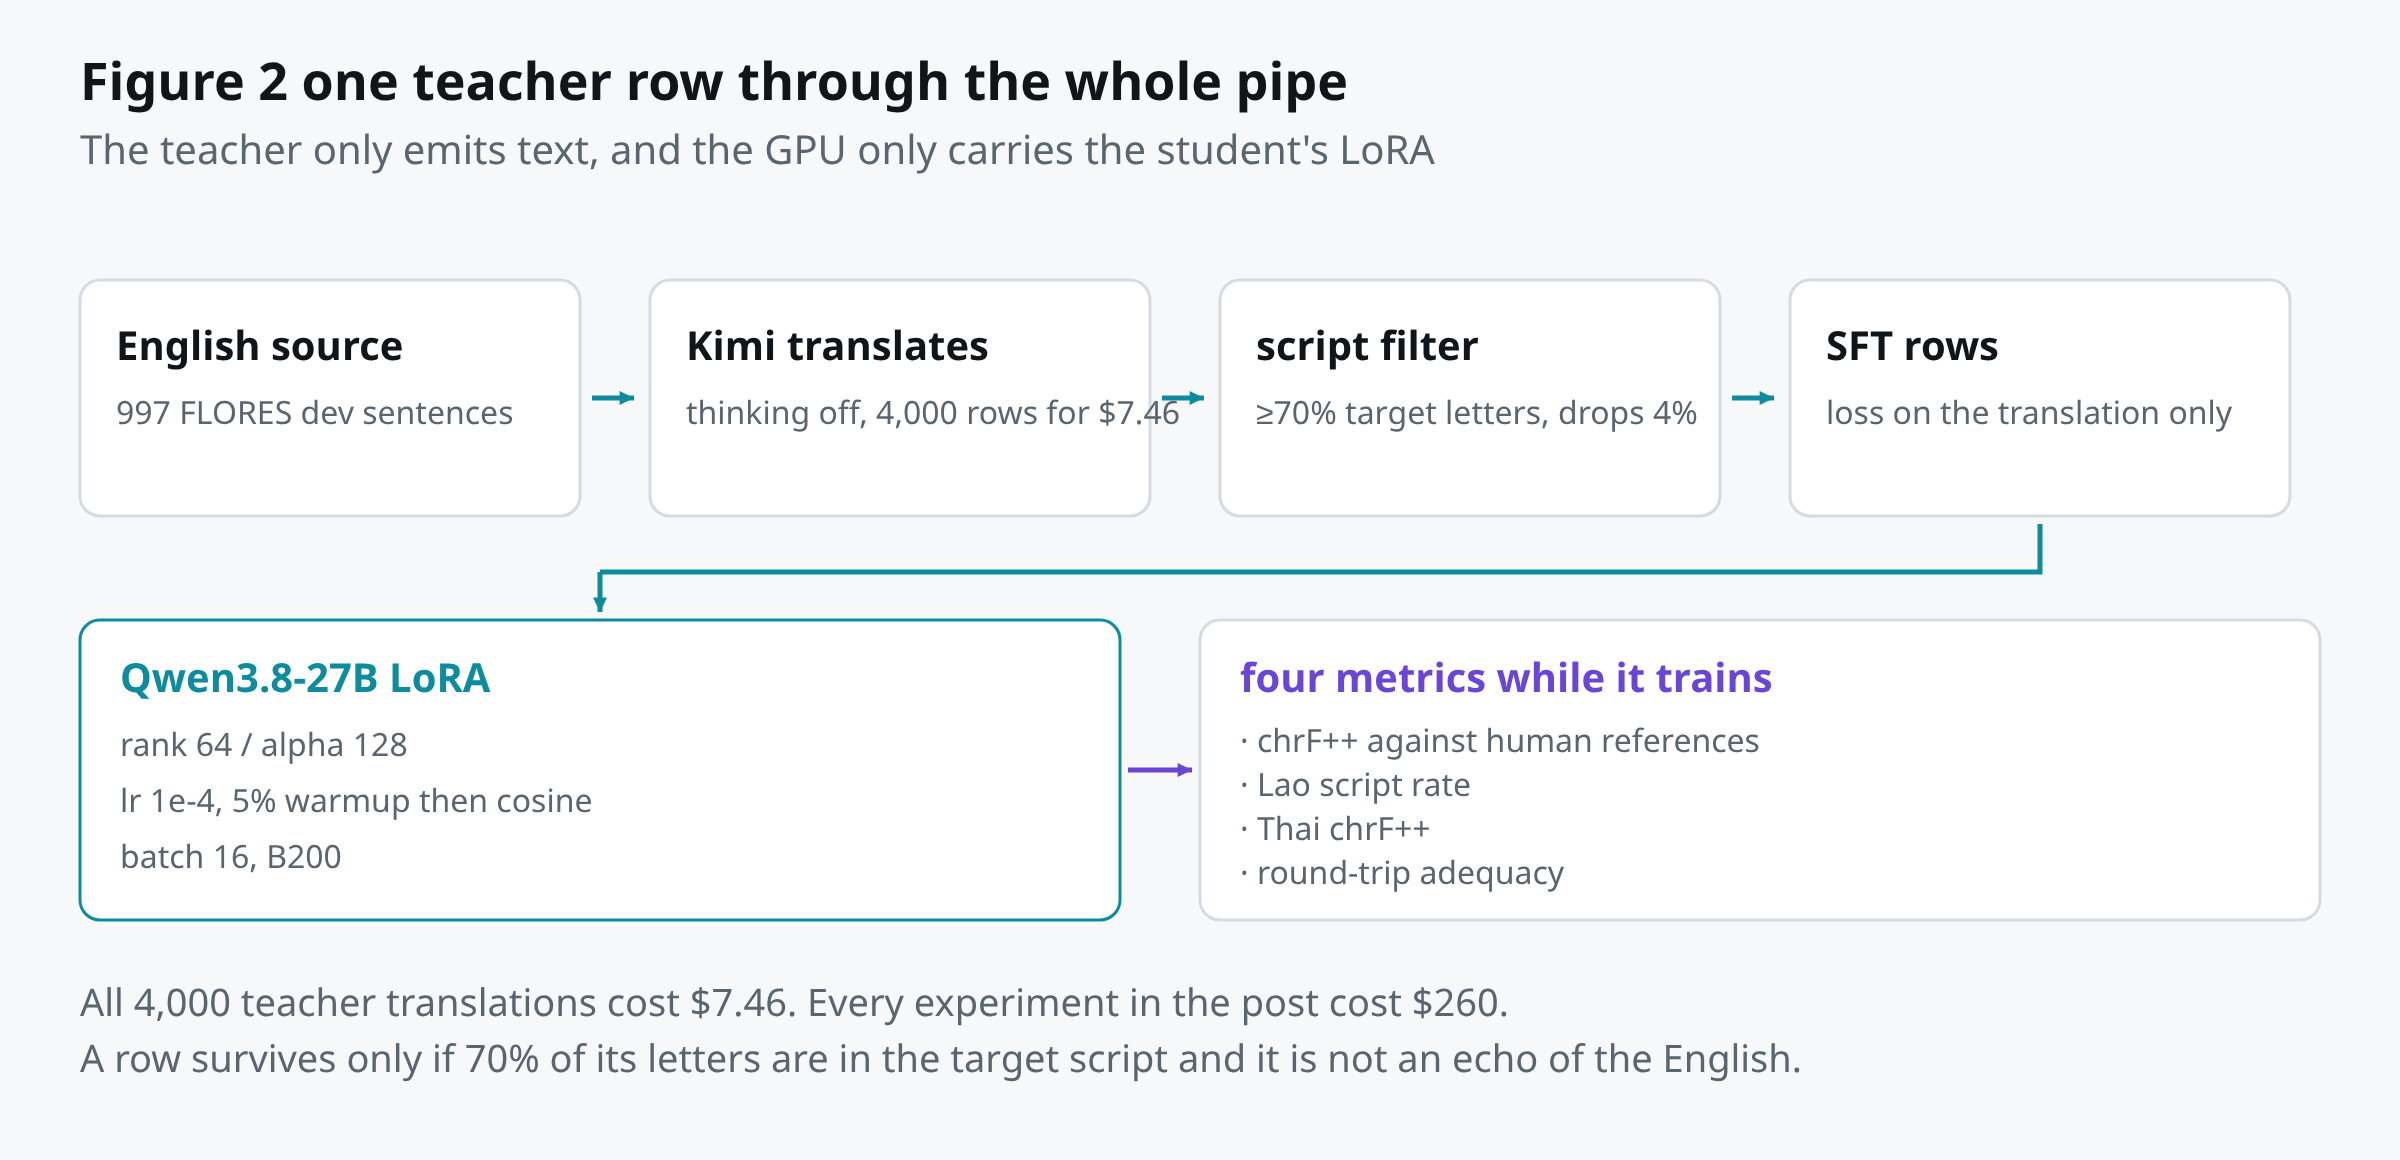 Figure 2 one teacher row through the whole pipe
The teacher only emits text, and the GPU only carries the student's LoRA
English source
997 FLORES dev sentences
Kimi translates
thinking off, 4,000 rows for $7.46
script filter
≥70% target letters, drops 4%
SFT rows
loss on the translation only
Qwen3.8-27B LoRA
rank 64 / alpha 128
lr 1e-4, 5% warmup then cosine
batch 16, B200
four metrics while it trains
· chrF++ against human references
· Lao script rate
· Thai chrF++
· round-trip adequacy
All 4,000 teacher translations cost $7.46. Every experiment in the post cost $260.
A row survives only if 70% of its letters are in the target script and it is not an echo of the English.